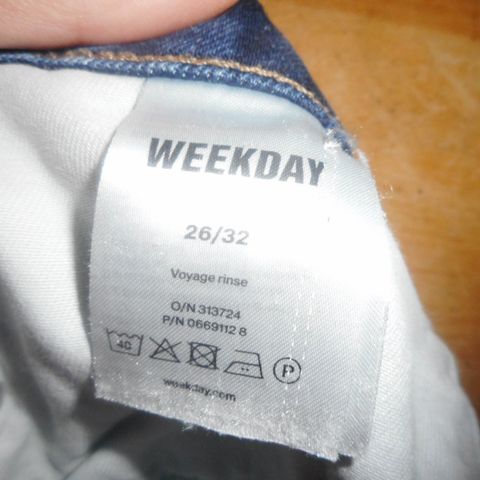 WEEKDAY
26/32
Voyage rinse
O/N 313724
P/N 0669112 8
40 P
weekday.com